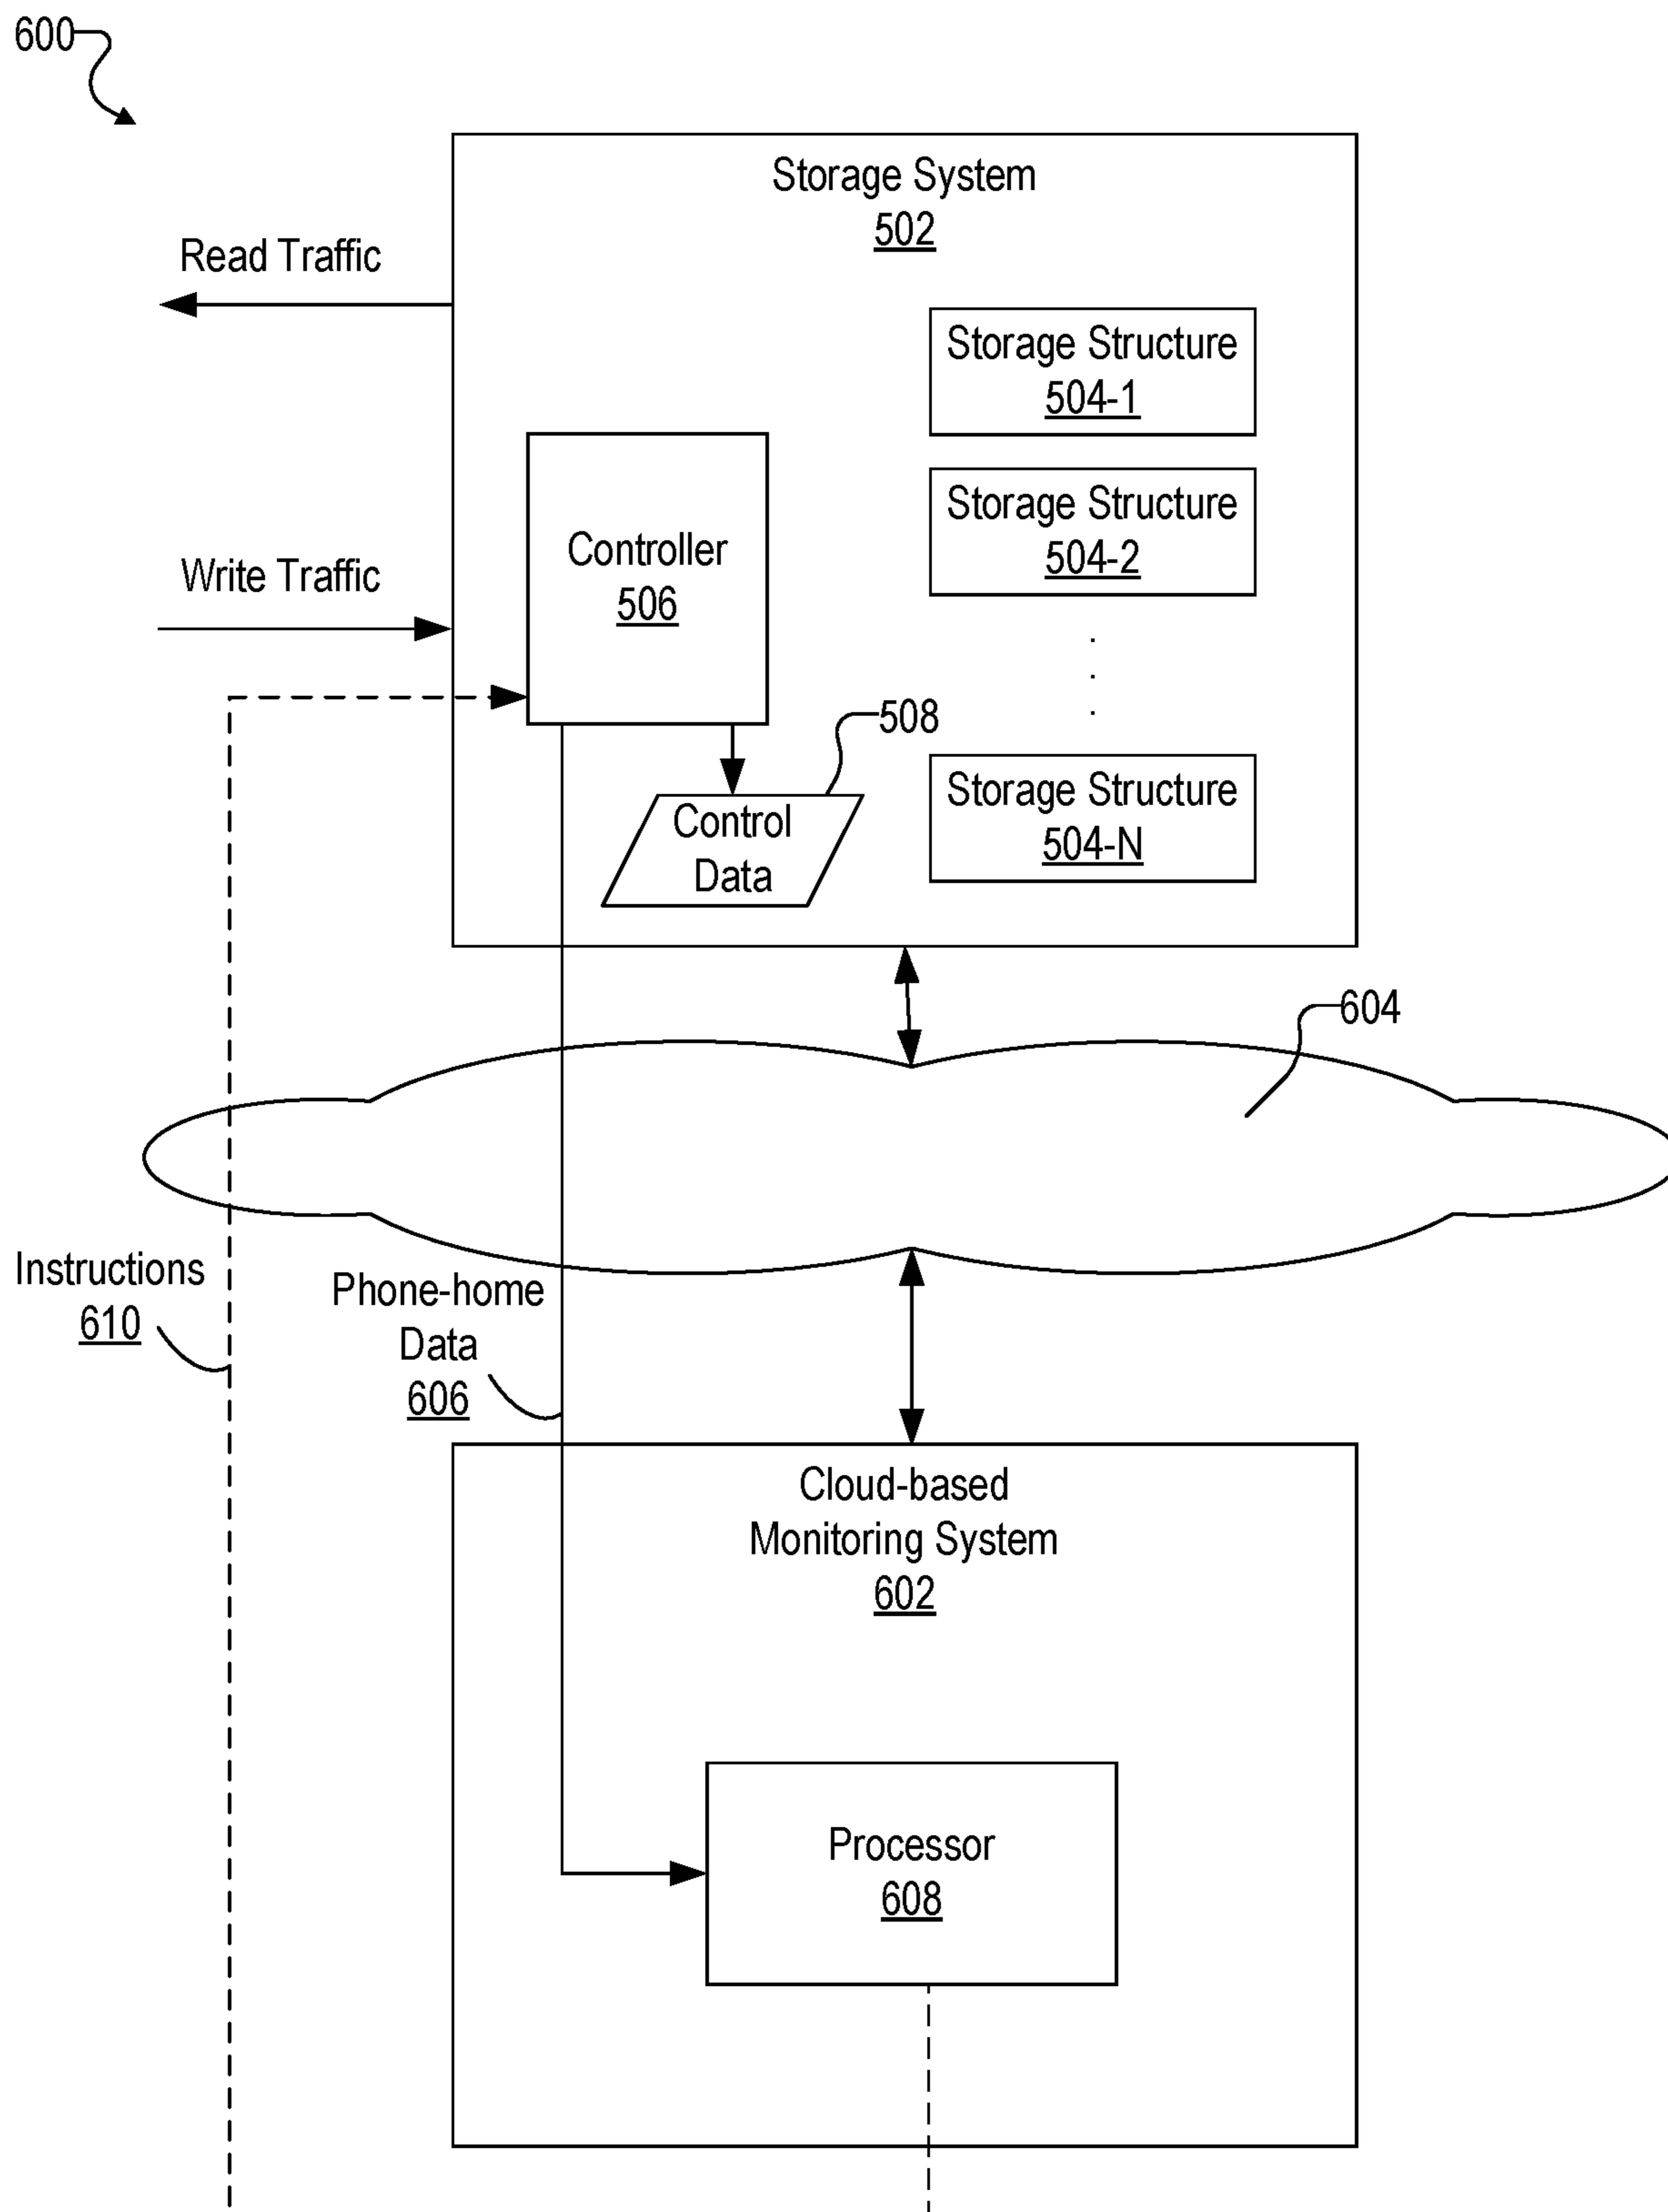 600
Storage System
502
Read Traffic
Storage Structure
504-1
Storage Structure
504-2
Controller
506
Write Traffic
.
.
.
508
Storage Structure
504-N
Control
Data
604
Instructions
610
Phone-home
Data
606
Cloud-based
Monitoring System
602
Processor
608